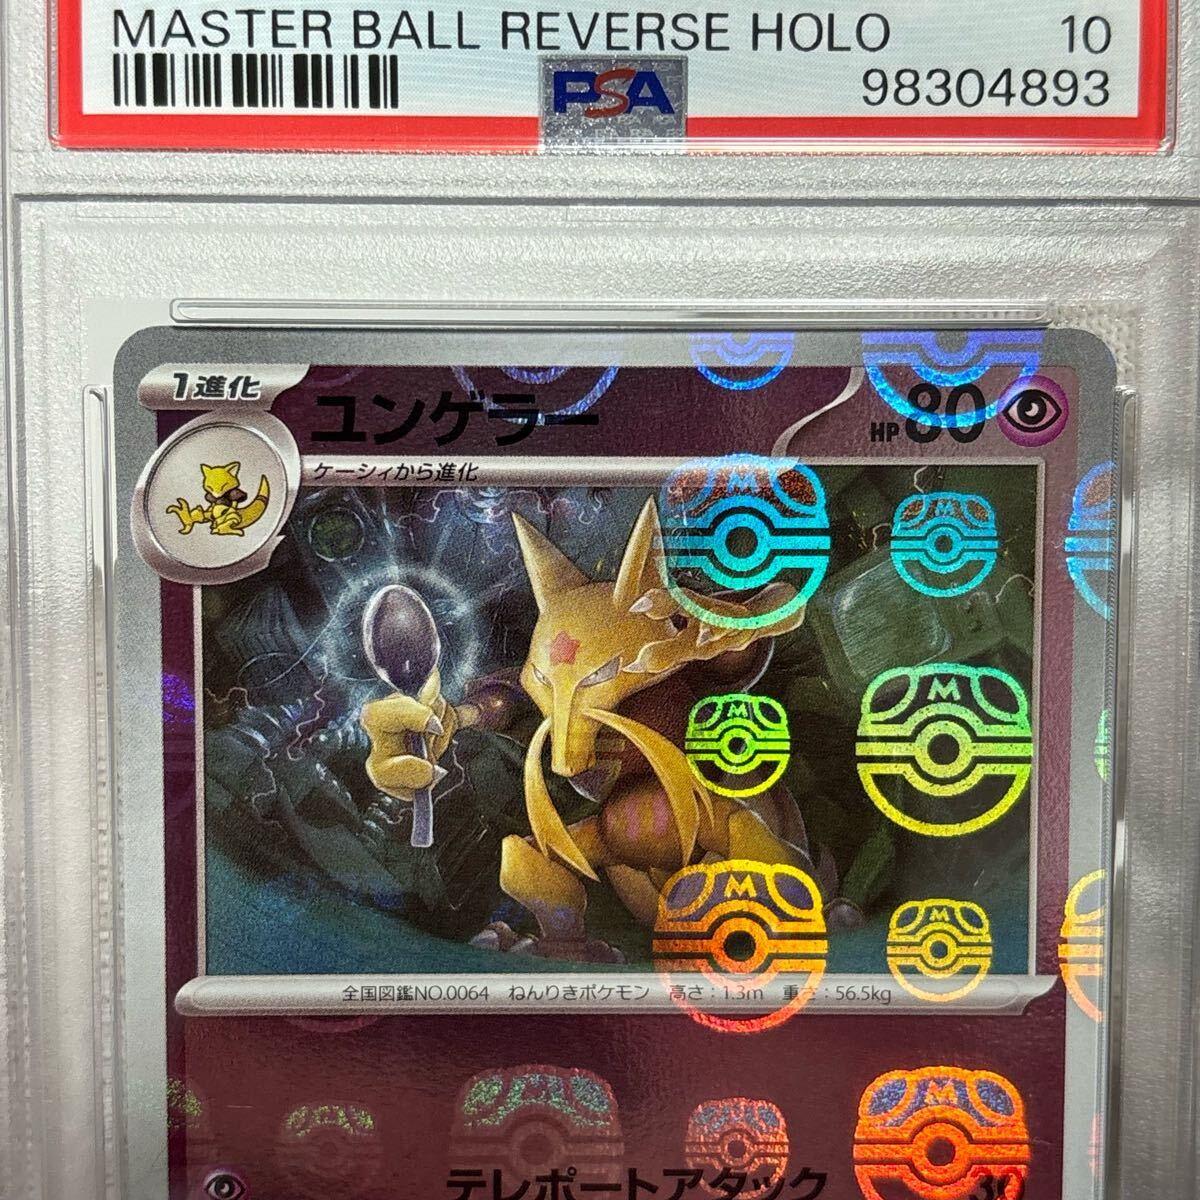 MASTER BALL REVERSE HOLO 10
PSA 98304893
1進化
ユンゲラー HP 80
ケーシィから進化
全国図鑑NO.0064 ねんりきポケモン 高さ:1.3m 重さ:56.5kg
テレポートアタック 30